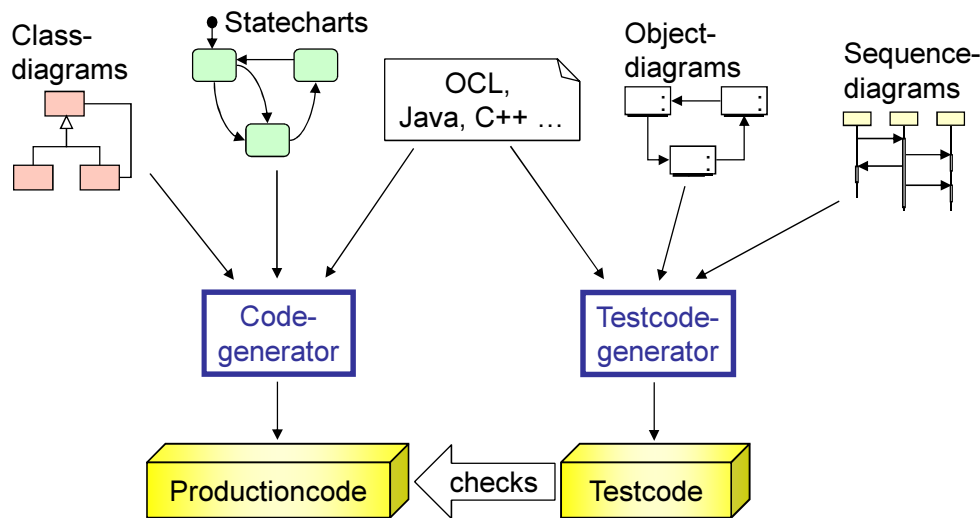 Class-
diagrams
Statecharts
OCL,
Java, C++ …
Object-
diagrams
Sequence-
diagrams
Code-
generator
Testcode-
generator
Productioncode
checks
Testcode